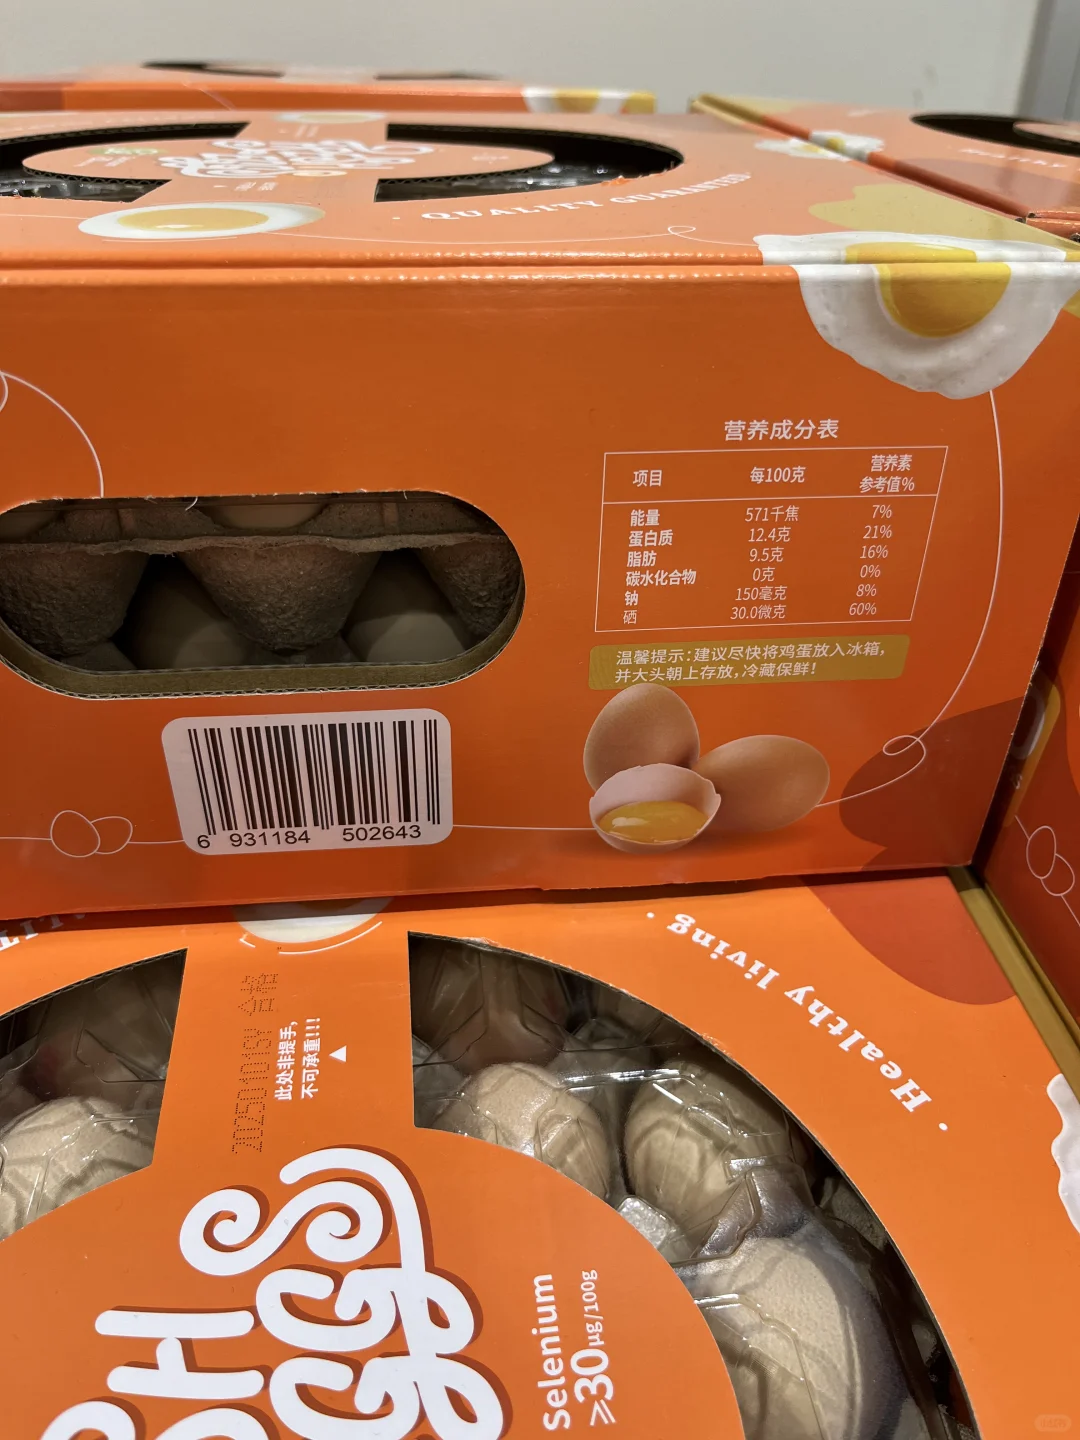 QUALITY GUARANTEED
营养成分表
项目 每100克 营养素参考值%
能量 571千焦 7%
蛋白质 12.4克 21%
脂肪 9.5克 16%
碳水化合物 0克 0%
钠 150毫克 8%
硒 30.0微克 60%
温馨提示:建议尽快将鸡蛋放入冰箱,
并大头朝上存放,冷藏保鲜!
6 931184 502643
· Healthy living ·
20250101 合格
此处非提手,
不可承重!!!
Selenium
≥30μg/100g